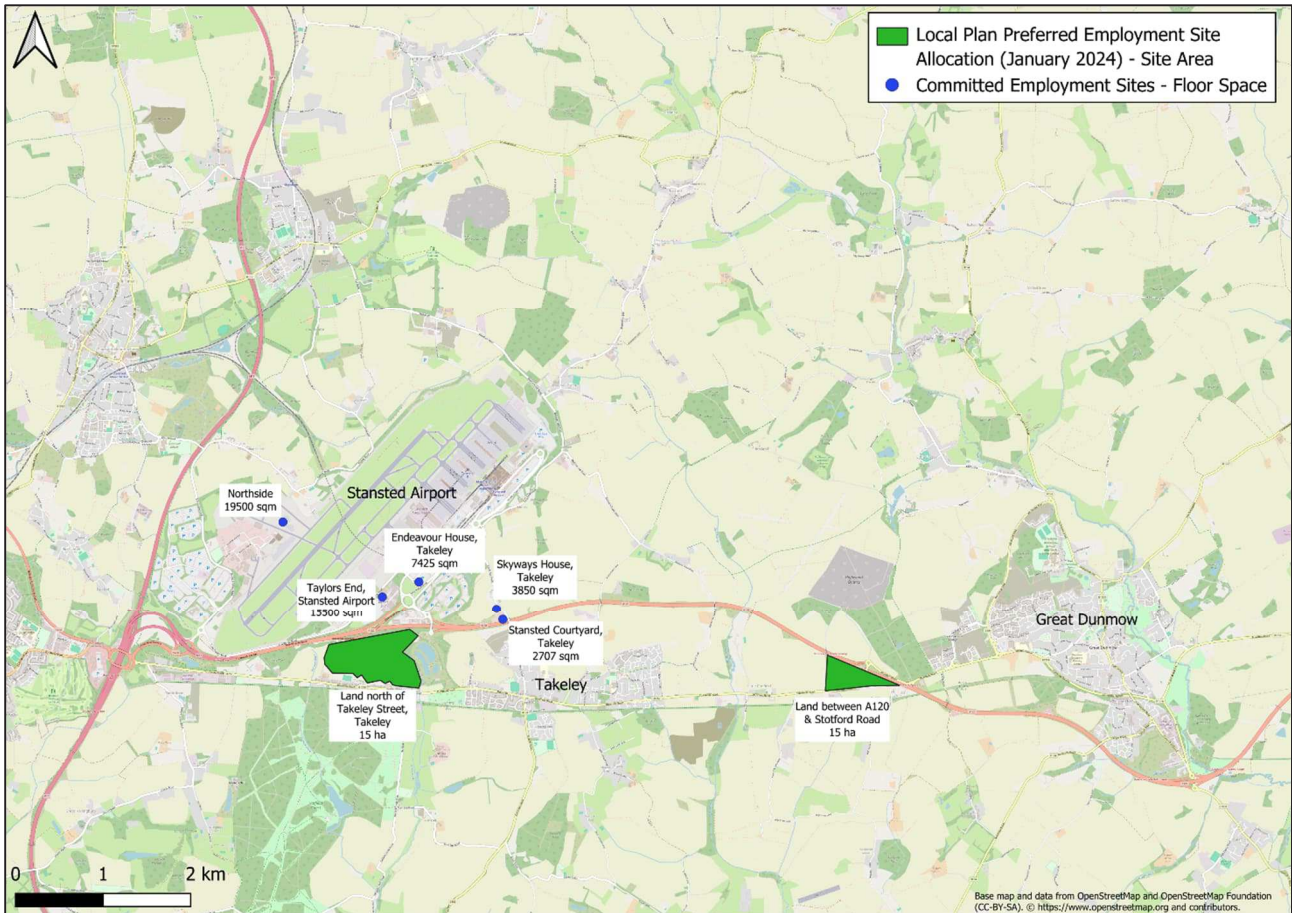 Local Plan Preferred Employment Site
Allocation (January 2024) - Site Area
Committed Employment Sites - Floor Space
Northside
19500 sqm
Stansted Airport
Endeavour House,
Takeley
7425 sqm
Skyways House,
Takeley
3850 sqm
Taylors End,
Stansted Airport
Stansted Courtyard,
Takeley
2707 sqm
Great Dunmow
Great Dunmow
Takeley
Land north of
Takeley Street,
Takeley
15 ha
Land between A120
& Stotford Road
15 ha
0 1 2 km
Base map and data from OpenStreetMap and OpenStreetMap Foundation
(CC-BY-SA). © https://www.openstreetmap.org and contributors.